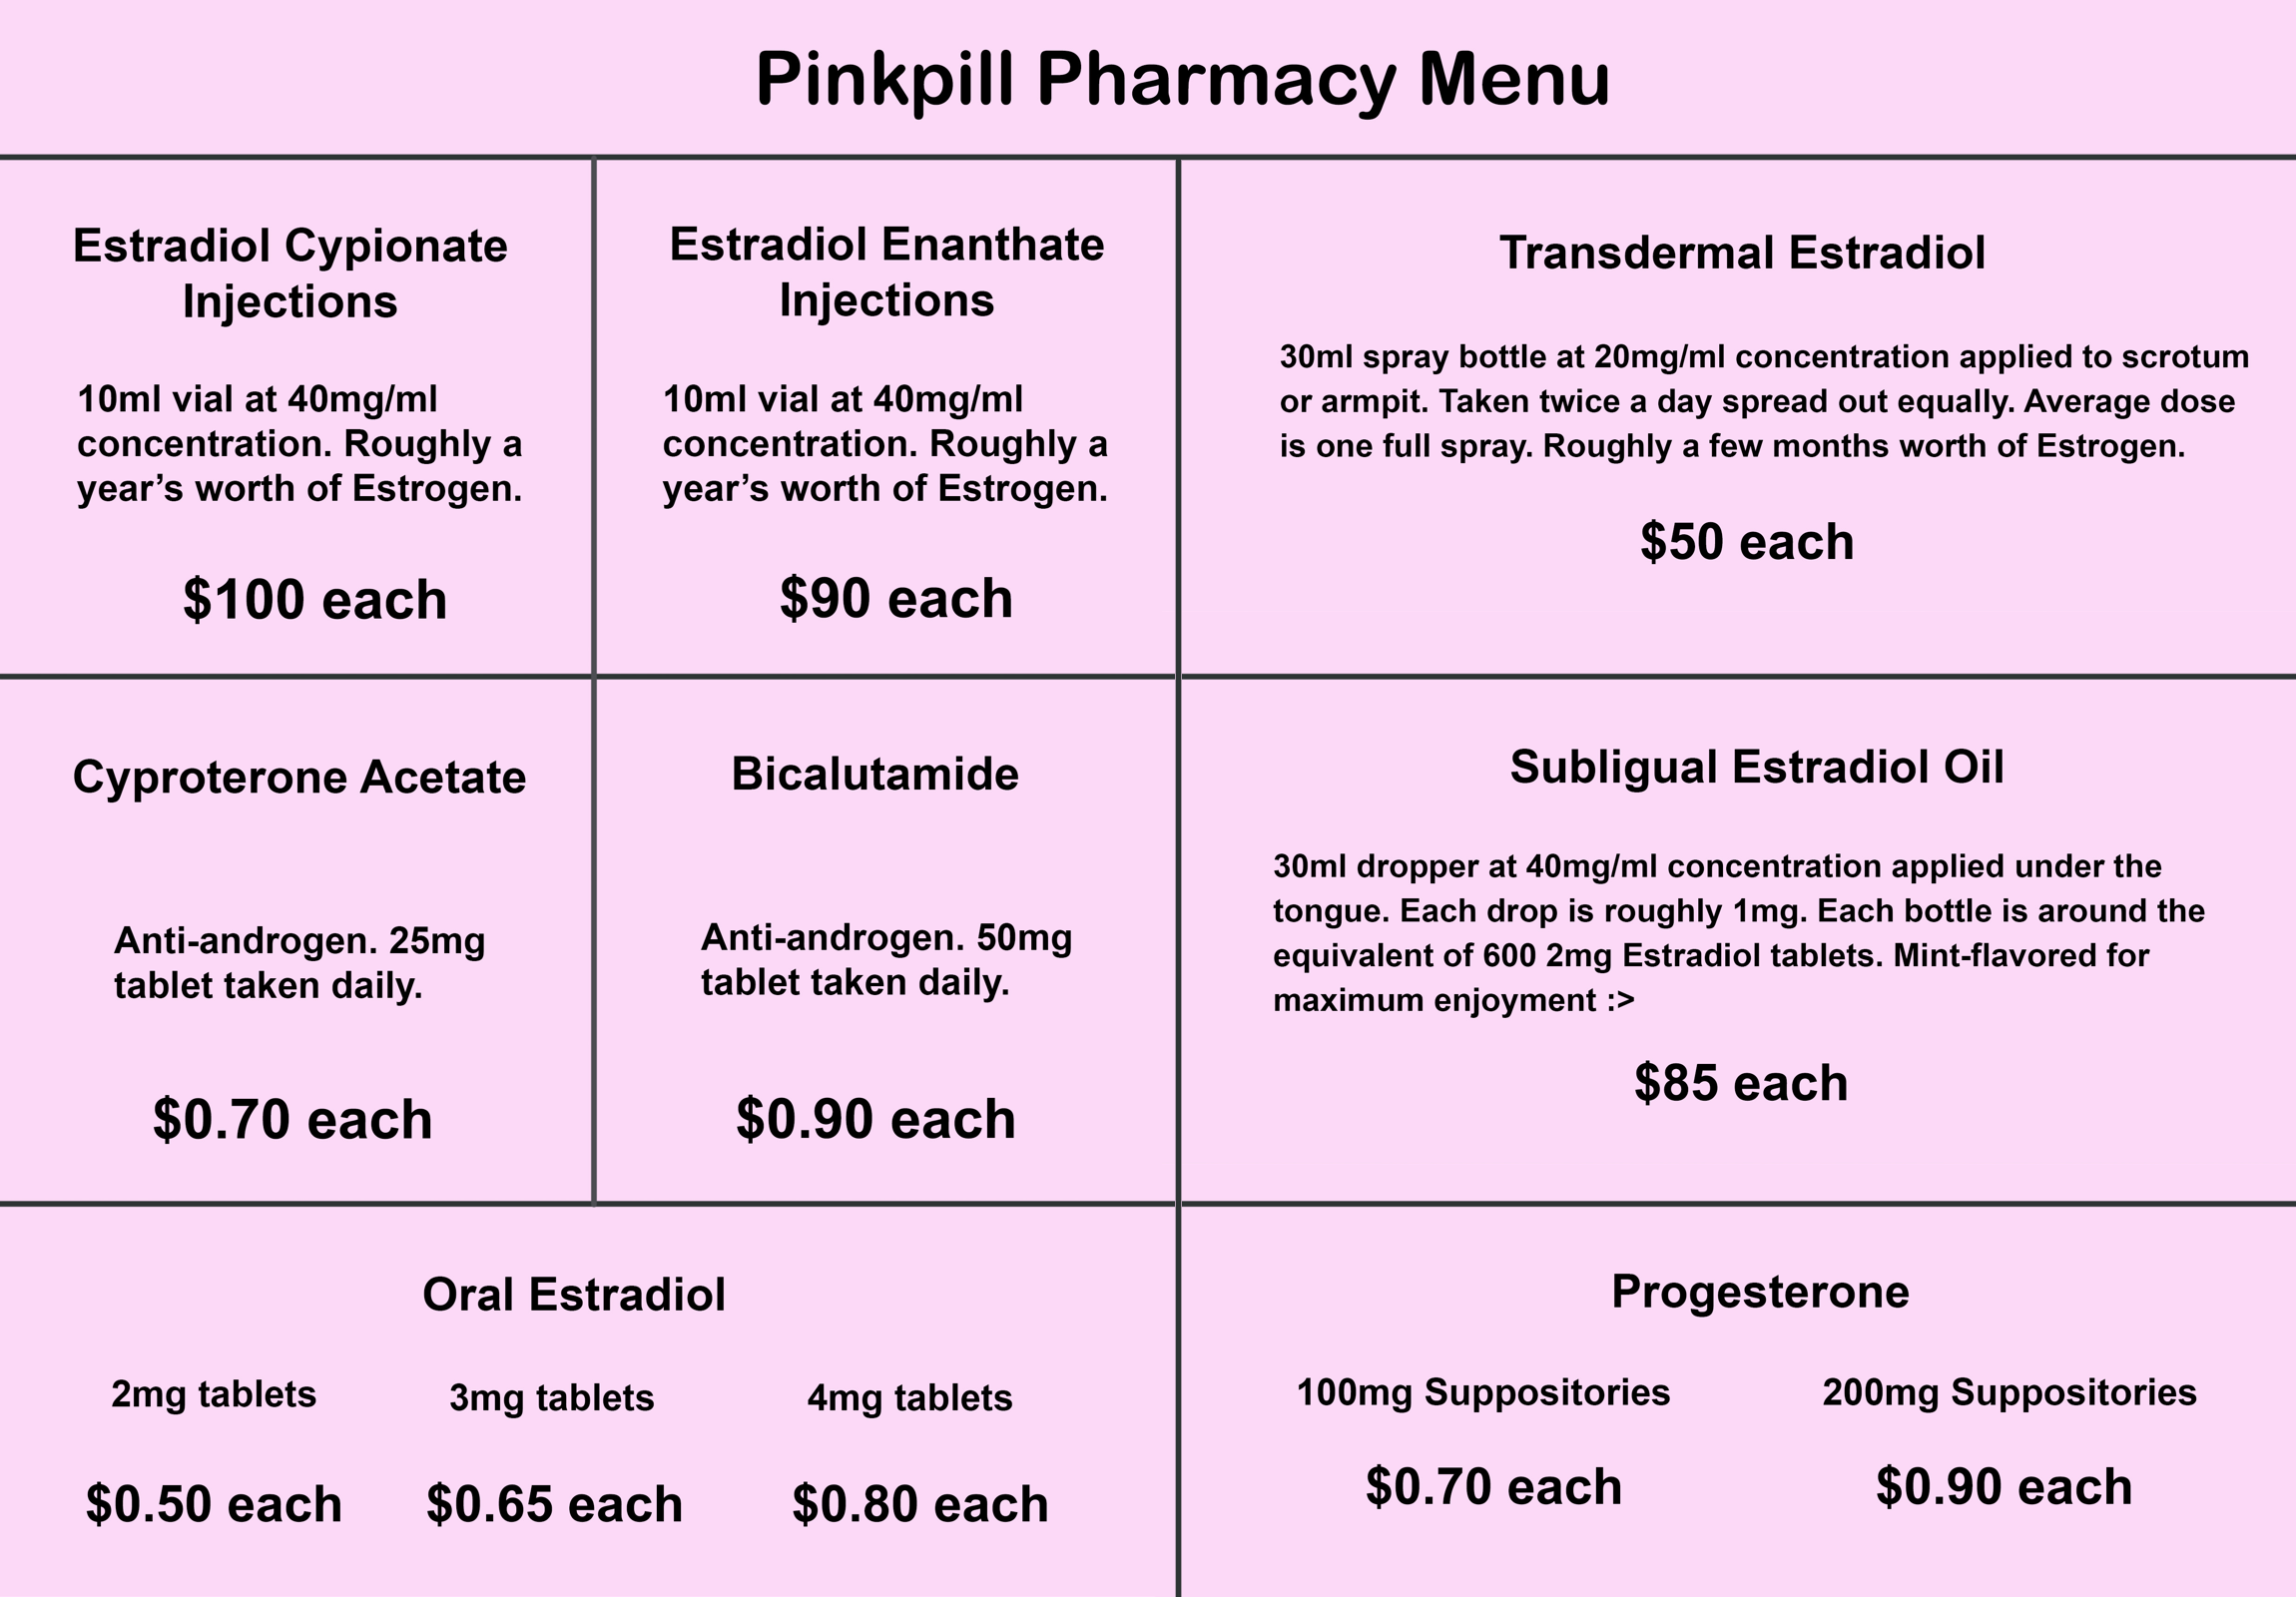 Pinkpill Pharmacy Menu
Estradiol Cypionate
Injections
10ml vial at 40mg/ml
concentration. Roughly a
year’s worth of Estrogen.
$100 each
Estradiol Enanthate
Injections
10ml vial at 40mg/ml
concentration. Roughly a
year’s worth of Estrogen.
$90 each
Transdermal Estradiol
30ml spray bottle at 20mg/ml concentration applied to scrotum
or armpit. Taken twice a day spread out equally. Average dose
is one full spray. Roughly a few months worth of Estrogen.
$50 each
Cyproterone Acetate
Anti-androgen. 25mg
tablet taken daily.
$0.70 each
Bicalutamide
Anti-androgen. 50mg
tablet taken daily.
$0.90 each
Subligual Estradiol Oil
30ml dropper at 40mg/ml concentration applied under the
tongue. Each drop is roughly 1mg. Each bottle is around the
equivalent of 600 2mg Estradiol tablets. Mint-flavored for
maximum enjoyment :>
$85 each
Oral Estradiol
2mg tablets
$0.50 each
3mg tablets
$0.65 each
4mg tablets
$0.80 each
Progesterone
100mg Suppositories
$0.70 each
200mg Suppositories
$0.90 each